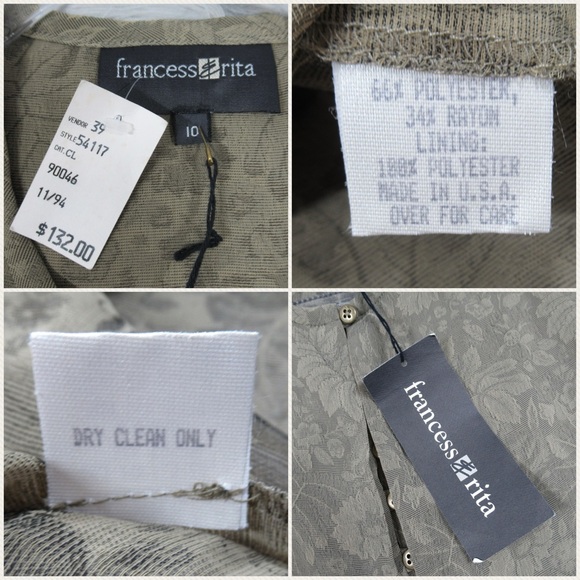 francess rita
10
VENDOR 39
STYLE 54117
CAT. CL
90046
11/94
$132.00
66% POLYESTER,
34% RAYON
LINING:
100% POLYESTER
MADE IN U.S.A.
OVER FOR CARE
DRY CLEAN ONLY
francess rita